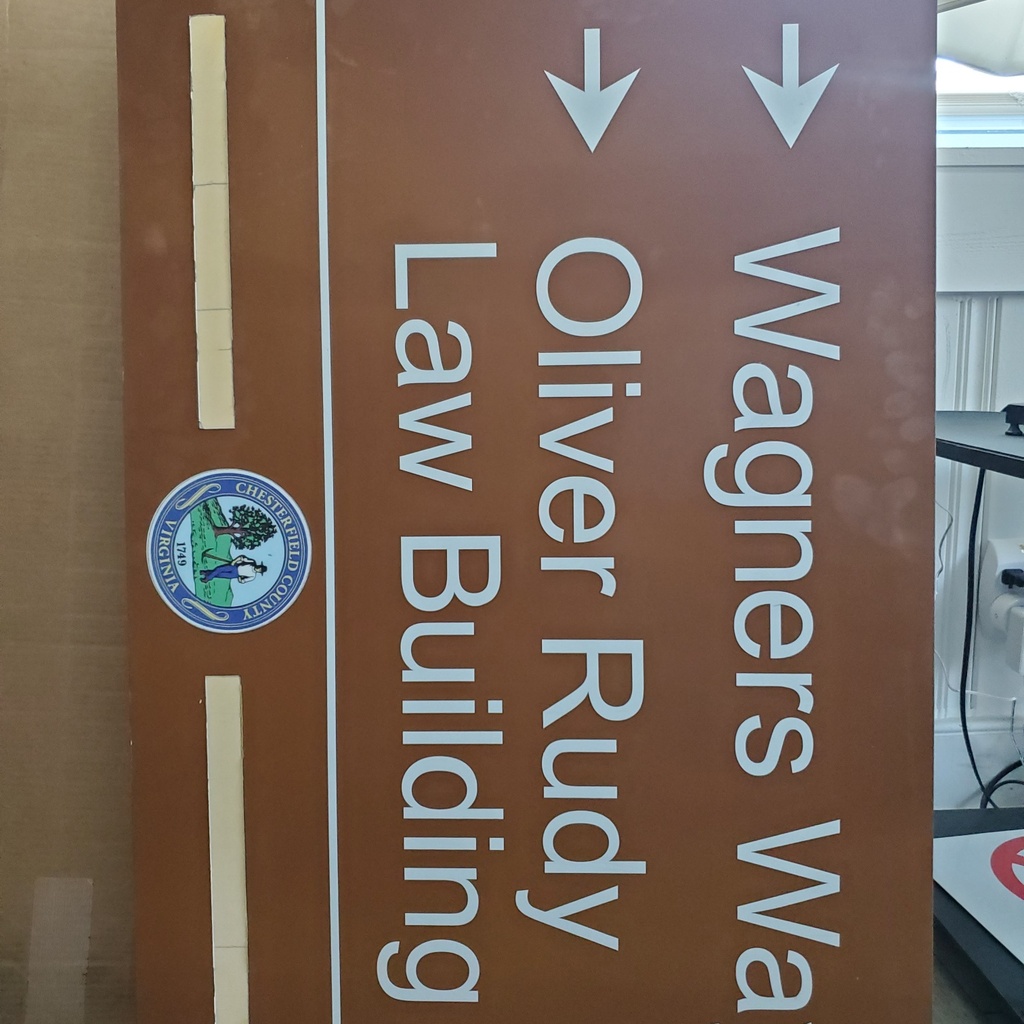 Wagners Wa
Oliver Rudy
Law Building
CHESTERFIELD COUNTY
VIRGINIA
1749